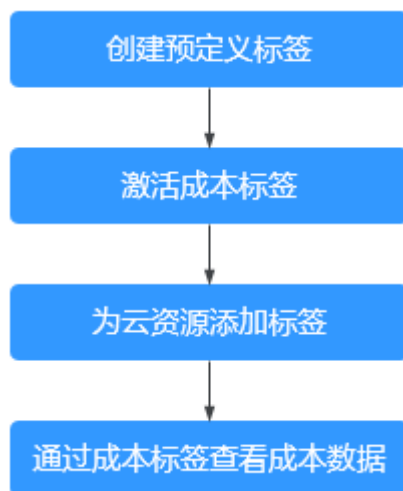 创建预定义标签
激活成本标签
为云资源添加标签
通过成本标签查看成本数据